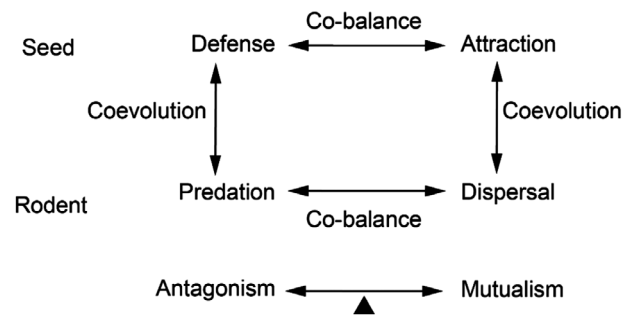 Co-balance
Seed Defense Attraction
Coevolution Coevolution
Rodent Predation Dispersal
Co-balance
Antagonism Mutualism